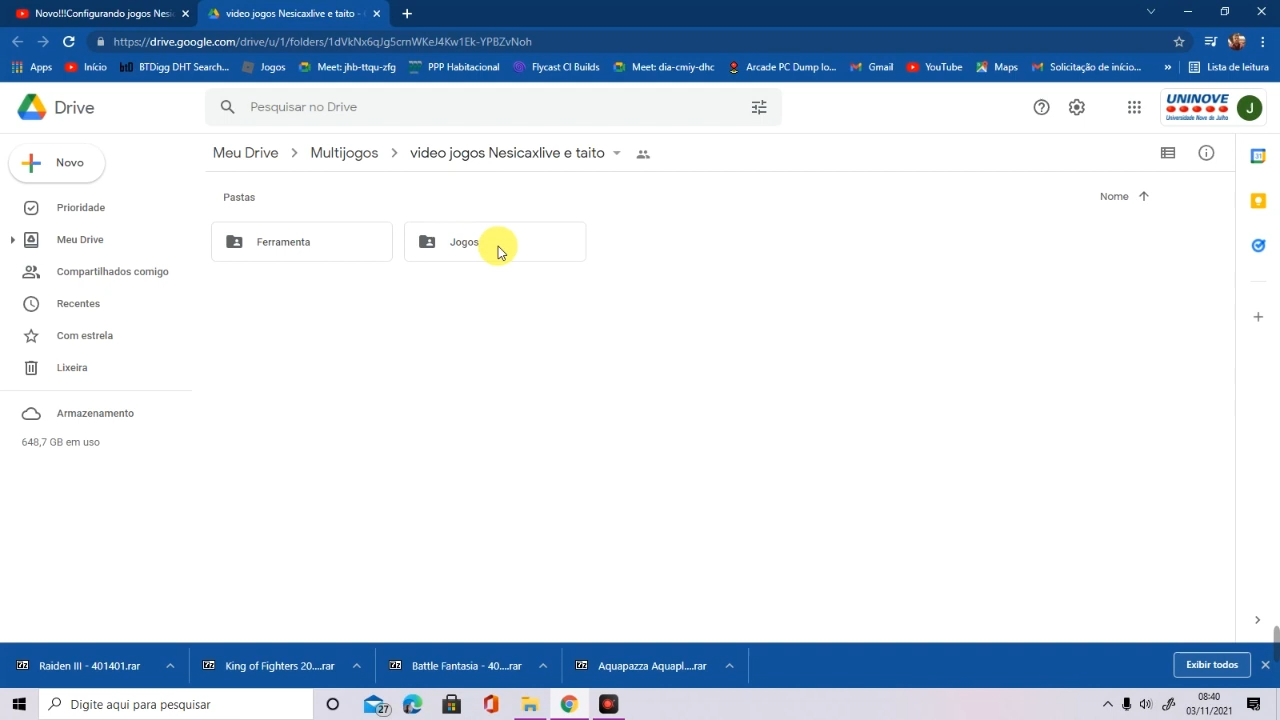 Novo!!!Configurando jogos Nesic
video jogos Nesicaxlive e taito -
https://drive.google.com/drive/u/1/folders/1dVkNx6qJg5crnWKeJ4Kw1Ek-YPBZvNoh
Apps
Início
btD BTDigg DHT Search...
Jogos
Meet: jhb-ttqu-zfg
PPP Habitacional
Flycast CI Builds
Meet: dia-cmiy-dhc
Arcade PC Dump lo...
Gmail
YouTube
Maps
Solicitação de início...
»
Lista de leitura
Drive
Pesquisar no Drive
UNINOVE
Universidade Nove de Julho
J
Novo
Meu Drive > Multijogos > video jogos Nesicaxlive e taito
Prioridade
Meu Drive
Compartilhados comigo
Recentes
Com estrela
Lixeira
Armazenamento
648,7 GB em uso
Pastas
Nome
Ferramenta
Jogos
31
Raiden III - 401401.rar
King of Fighters 20....rar
Battle Fantasia - 40....rar
Aquapazza Aquapl....rar
Exibir todos
Digite aqui para pesquisar
27
08:40
03/11/2021